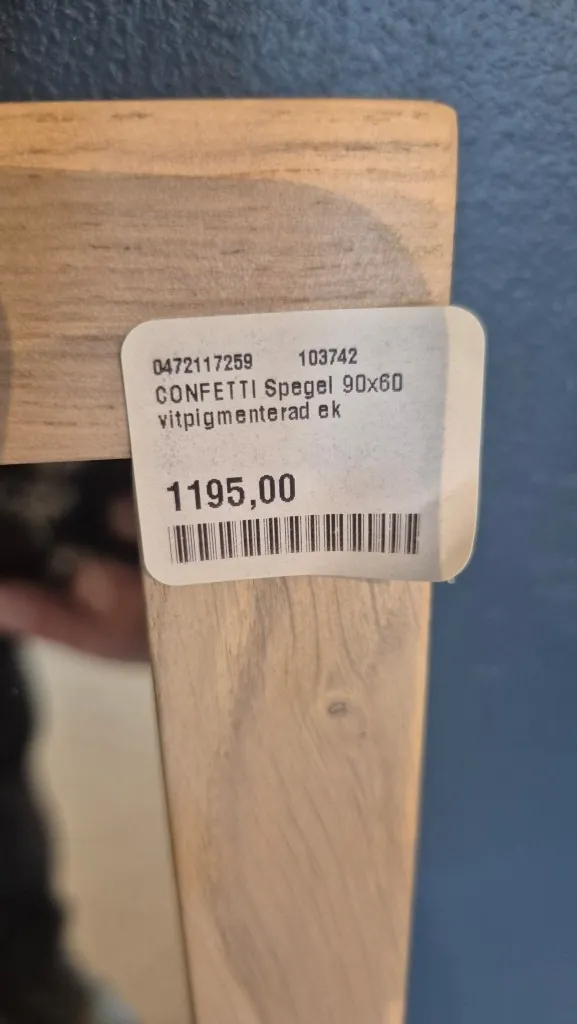 0472117259 103742
CONFETTI Spegel 90x60
vitpigmenterad ek
1195,00